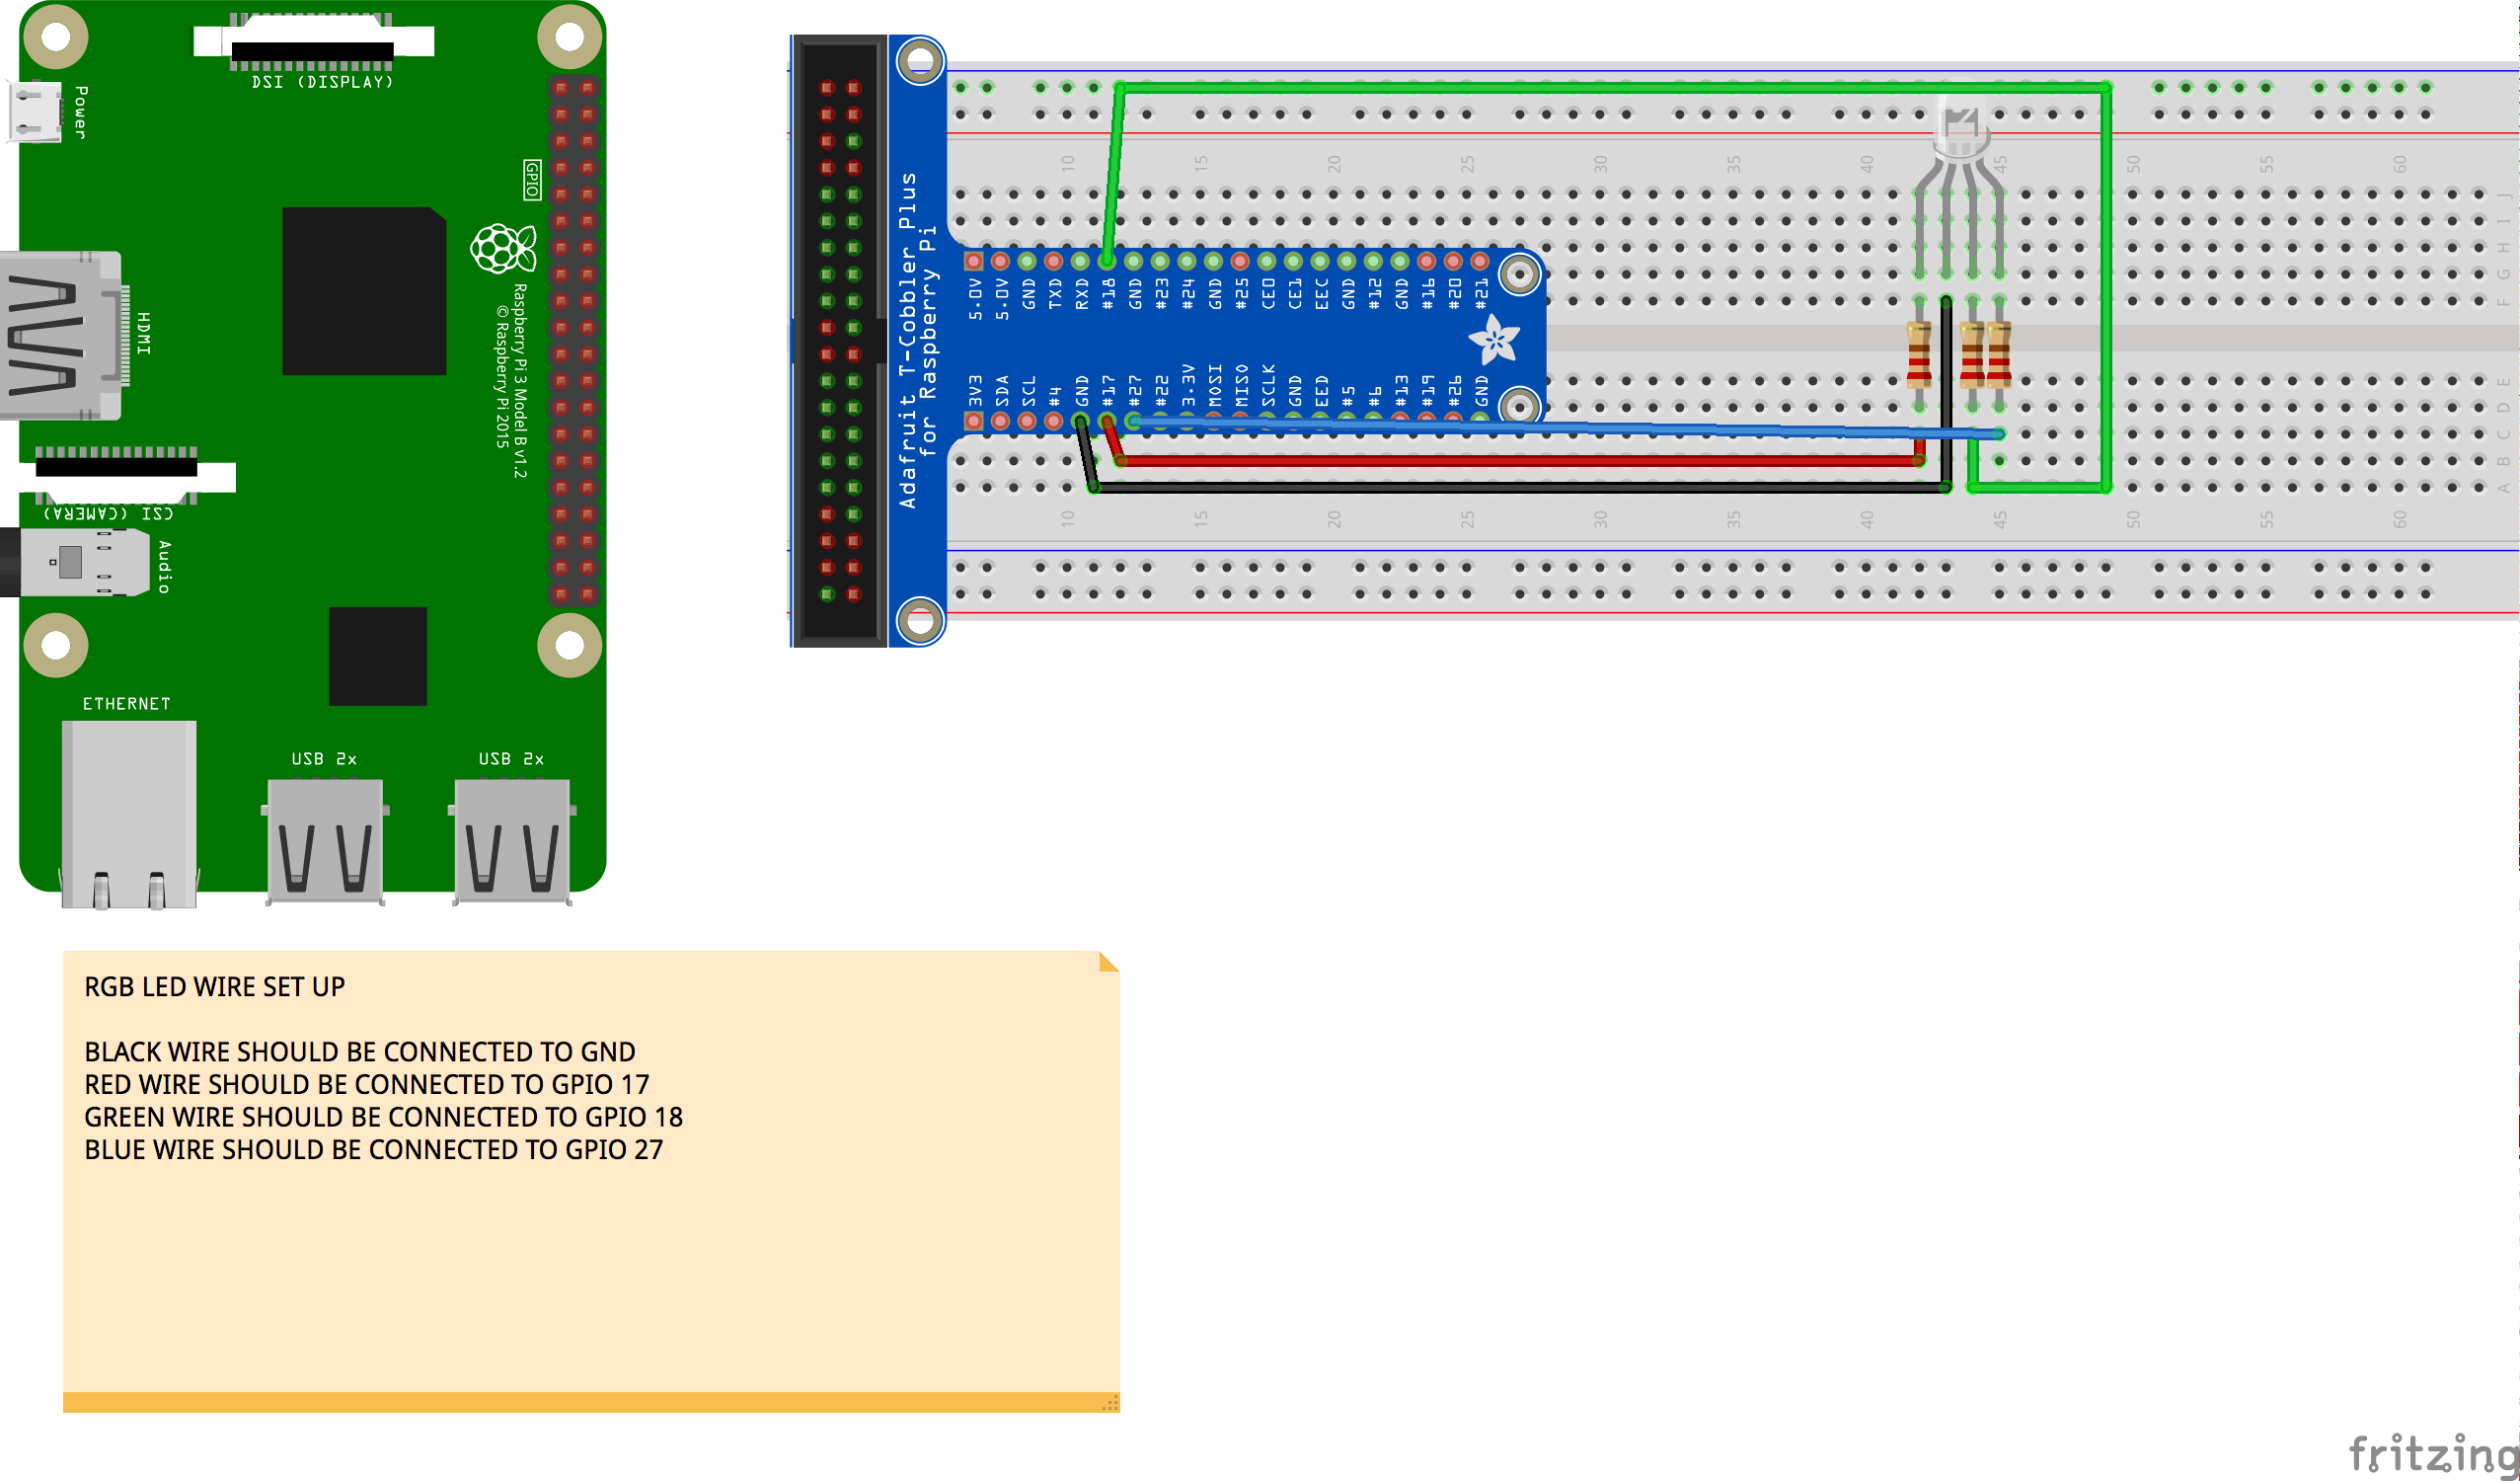 DSI (DISPLAY)
Power
GPIO
HDMI
Raspberry Pi 3 Model B v1.2
© Raspberry Pi 2015
CSI (CAMERA)
Audio
ETHERNET
USB 2x
USB 2x
Adafruit T-Cobbler Plus
for Raspberry Pi
5.0V 5.0V GND TXD RXD #18 GND #23 #24 GND #25 CE0 CE1 EEC GND #12 GND #16 #20 #21
3V3 SDA SCL #4 GND #17 #27 #22 3.3V MOSI MISO SCLK GND EED #5 #6 #13 #19 #26 GND
10 15 20 25 30 35 40 45 50 55 60
J
I
H
G
F
E
D
C
B
A
10 15 20 25 30 35 40 45 50 55 60
RGB LED WIRE SET UP
BLACK WIRE SHOULD BE CONNECTED TO GND
RED WIRE SHOULD BE CONNECTED TO GPIO 17
GREEN WIRE SHOULD BE CONNECTED TO GPIO 18
BLUE WIRE SHOULD BE CONNECTED TO GPIO 27
fritzing